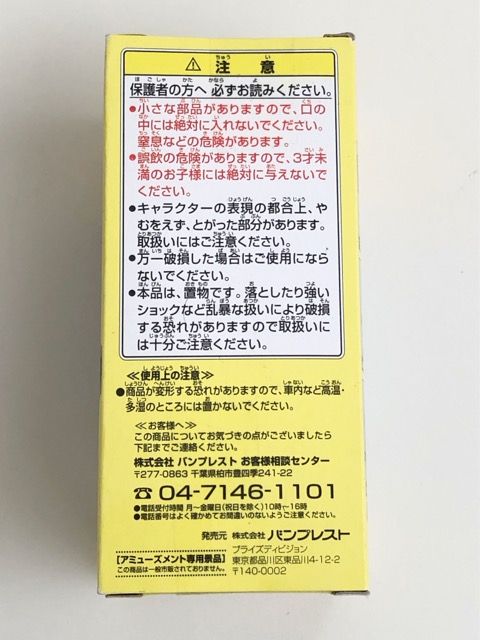 ⚠ 注意
保護者の方へ 必ずお読みください。
●小さな部品がありますので、口の
中には絶対に入れないでください。
窒息などの危険があります。
●誤飲の危険がありますので、3才未
満のお子様には絶対に与えないで
ください。
●キャラクターの表現の都合上、や
むをえず、とがった部分があります。
取扱いにはご注意ください。
●万一破損した場合はご使用になら
ないでください。
●本品は、置物です。落としたり強い
ショックなど乱暴な扱いにより破損
する恐れがありますので取扱いに
は十分ご注意ください。
≪使用上の注意≫
●商品が変形する恐れがありますので、車内など高温・
多湿のところには置かないでください。
≪お客様へ≫
この商品についてお気づきの点がございましたら
下記までご連絡ください。
株式会社 バンプレスト お客様相談センター
〒277-0863 千葉県柏市豊四季241-22
☎04-7146-1101
●電話受付時間 月〜金曜日(祝日を除く)10時〜16時
●電話番号はよく確かめてお間違いのないようご注意ください。
発売元 株式会社 バンプレスト
プライズディビジョン
東京都品川区東品川4-12-2
〒140-0002
【アミューズメント専用景品】
この商品は一般市販されておりません。